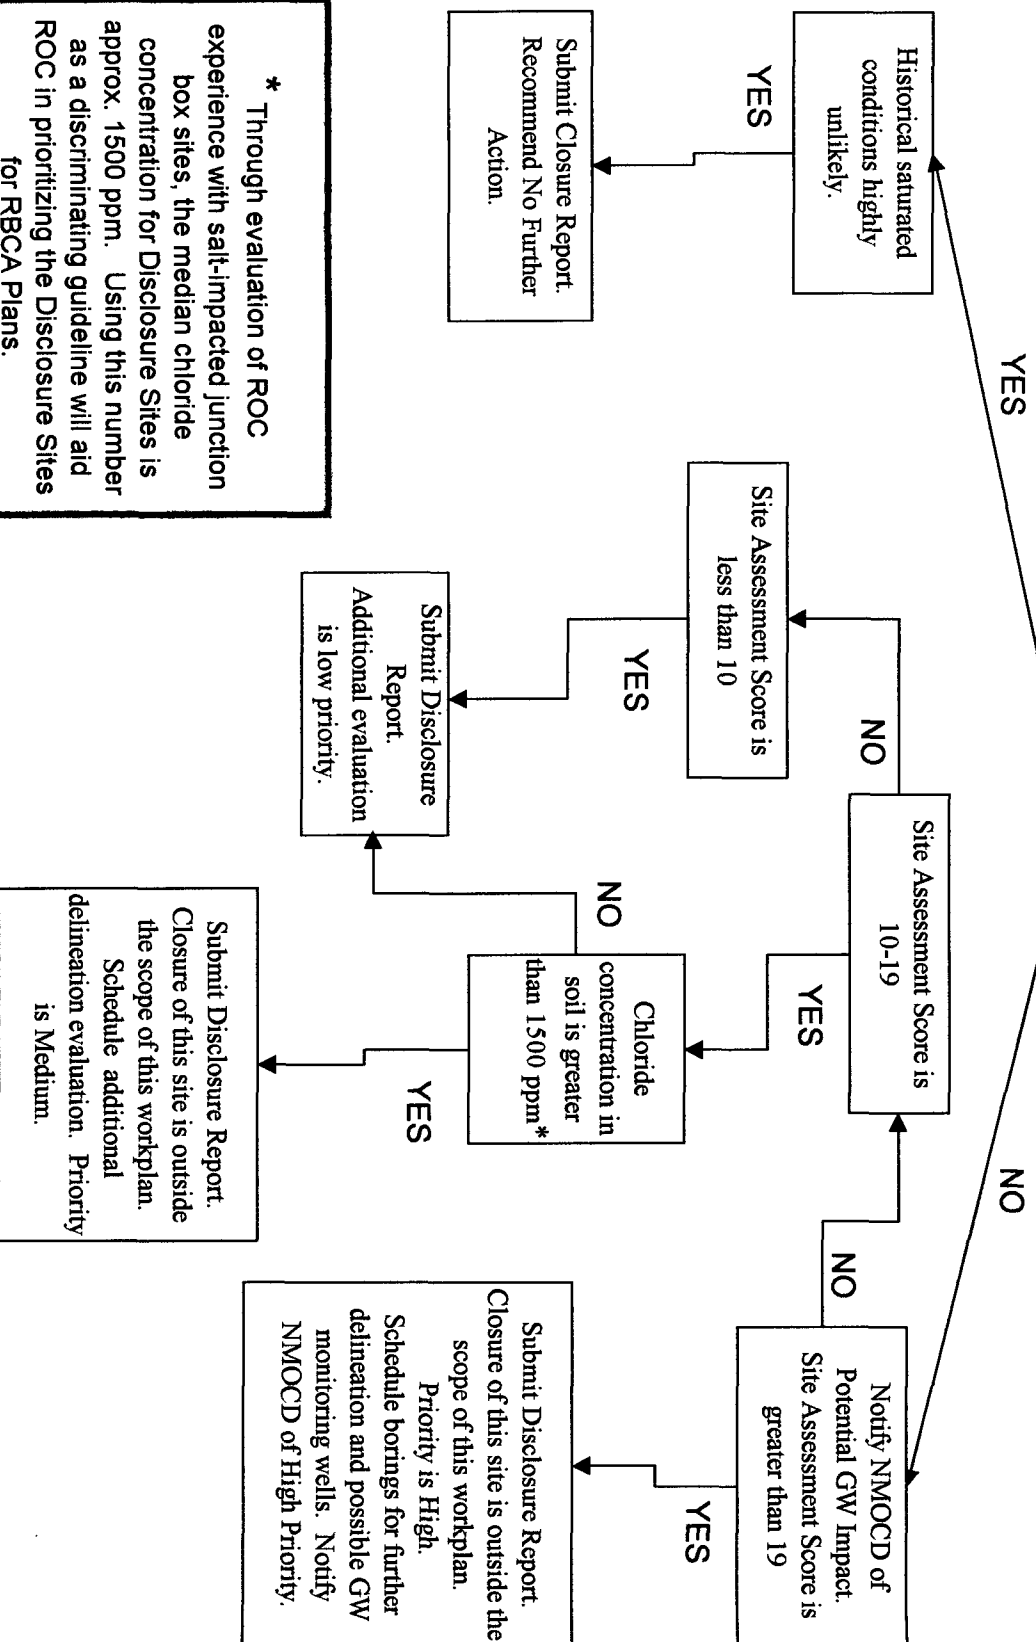 YES
NO
Historical saturated
conditions highly
unlikely.
YES
Submit Closure Report.
Recommend No Further
Action.
Notify NMOCD of
Potential GW Impact.
Site Assessment Score is
greater than 19
NO
YES
Site Assessment Score is
10-19
NO
YES
Site Assessment Score is
less than 10
YES
Submit Disclosure
Report.
Additional evaluation
is low priority.
Chloride
concentration in
soil is greater
than 1500 ppm*
NO
YES
Submit Disclosure Report.
Closure of this site is outside
the scope of this workplan.
Schedule additional
delineation evaluation. Priority
is Medium.
Submit Disclosure Report.
Closure of this site is outside the
scope of this workplan.
Priority is High.
Schedule borings for further
delineation and possible GW
monitoring wells. Notify
NMOCD of High Priority.
* Through evaluation of ROC
experience with salt-impacted junction
box sites, the median chloride
concentration for Disclosure Sites is
approx. 1500 ppm. Using this number
as a discriminating guideline will aid
ROC in prioritizing the Disclosure Sites
for RBCA Plans.